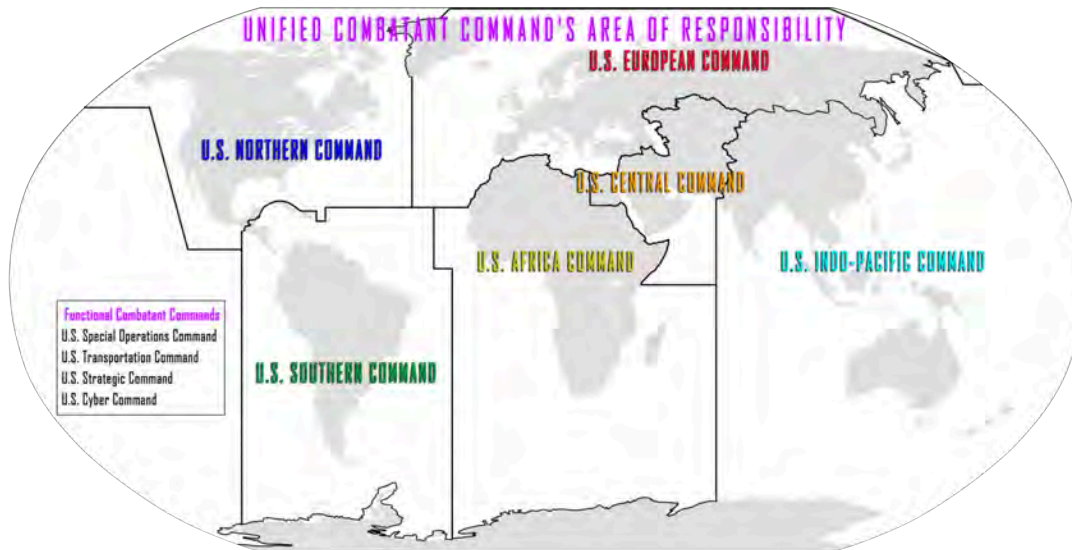 UNIFIED COMBATANT COMMAND'S AREA OF RESPONSIBILITY
U.S. EUROPEAN COMMAND
U.S. NORTHERN COMMAND
U.S. CENTRAL COMMAND
U.S. AFRICA COMMAND
U.S. INDO-PACIFIC COMMAND
Functional Combatant Commands
U.S. Special Operations Command
U.S. Transportation Command
U.S. Strategic Command
U.S. Cyber Command
U.S. SOUTHERN COMMAND